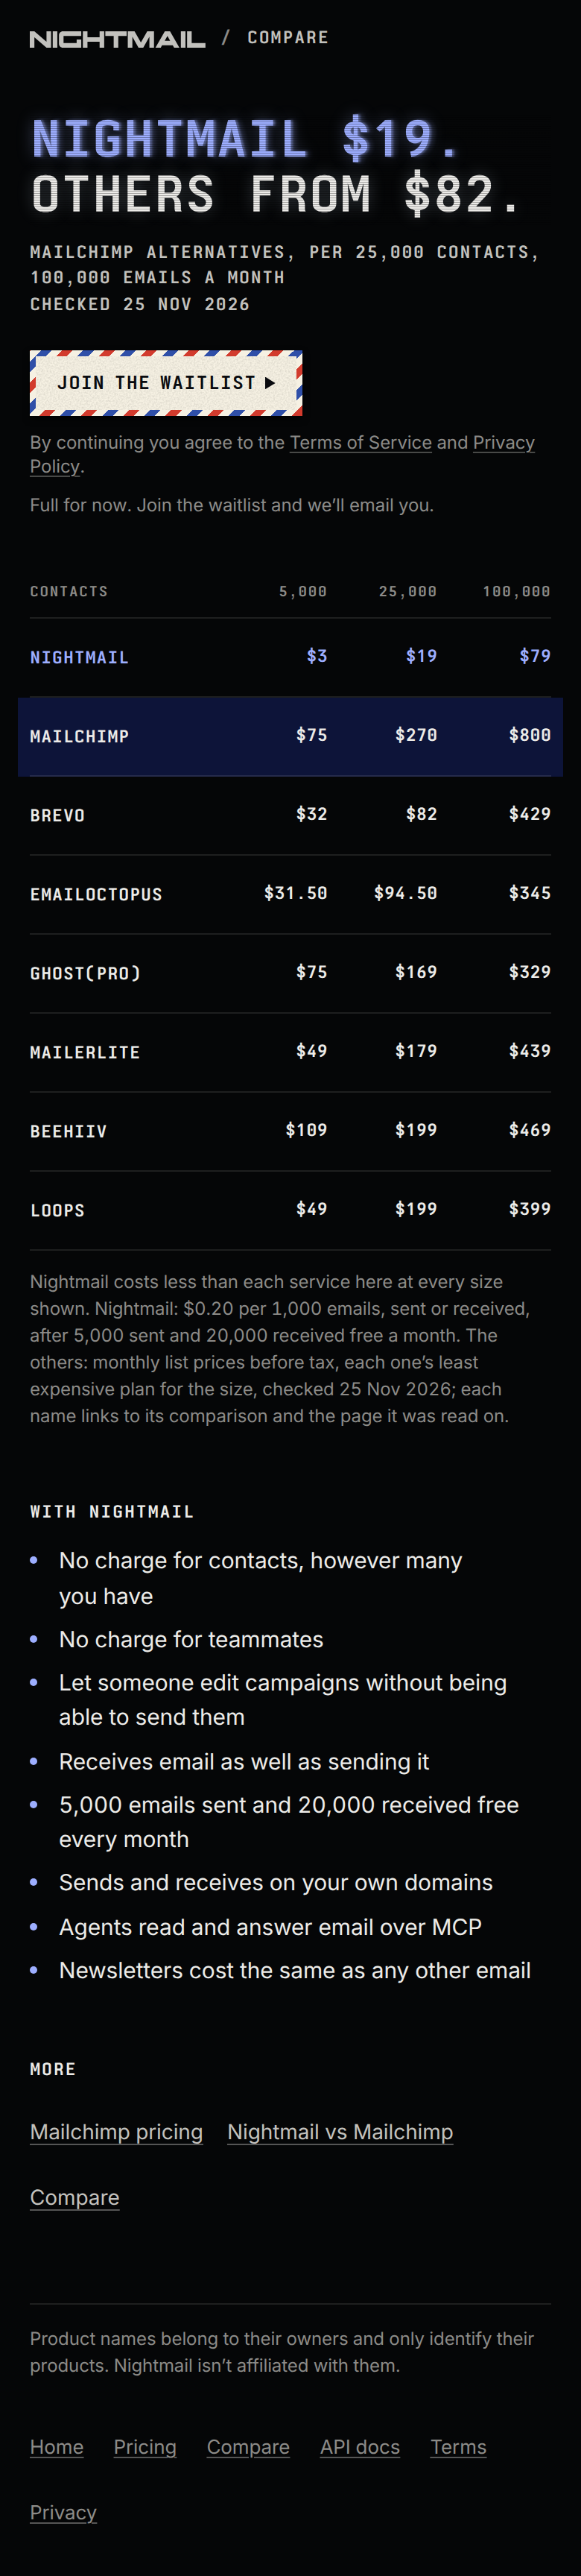 NIGHTMAIL / COMPARE
NIGHTMAIL $19.
OTHERS FROM $82.
MAILCHIMP ALTERNATIVES, PER 25,000 CONTACTS,
100,000 EMAILS A MONTH
CHECKED 25 NOV 2026
JOIN THE WAITLIST ▶
By continuing you agree to the Terms of Service and Privacy
Policy.
Full for now. Join the waitlist and we’ll email you.
CONTACTS 5,000 25,000 100,000
NIGHTMAIL $3 $19 $79
MAILCHIMP $75 $270 $800
BREVO $32 $82 $429
EMAILOCTOPUS $31.50 $94.50 $345
GHOST(PRO) $75 $169 $329
MAILERLITE $49 $179 $439
BEEHIIV $109 $199 $469
LOOPS $49 $199 $399
Nightmail costs less than each service here at every size
shown. Nightmail: $0.20 per 1,000 emails, sent or received,
after 5,000 sent and 20,000 received free a month. The
others: monthly list prices before tax, each one’s least
expensive plan for the size, checked 25 Nov 2026; each
name links to its comparison and the page it was read on.
WITH NIGHTMAIL
• No charge for contacts, however many
you have
• No charge for teammates
• Let someone edit campaigns without being
able to send them
• Receives email as well as sending it
• 5,000 emails sent and 20,000 received free
every month
• Sends and receives on your own domains
• Agents read and answer email over MCP
• Newsletters cost the same as any other email
MORE
Mailchimp pricing Nightmail vs Mailchimp
Compare
Product names belong to their owners and only identify their
products. Nightmail isn’t affiliated with them.
Home Pricing Compare API docs Terms
Privacy